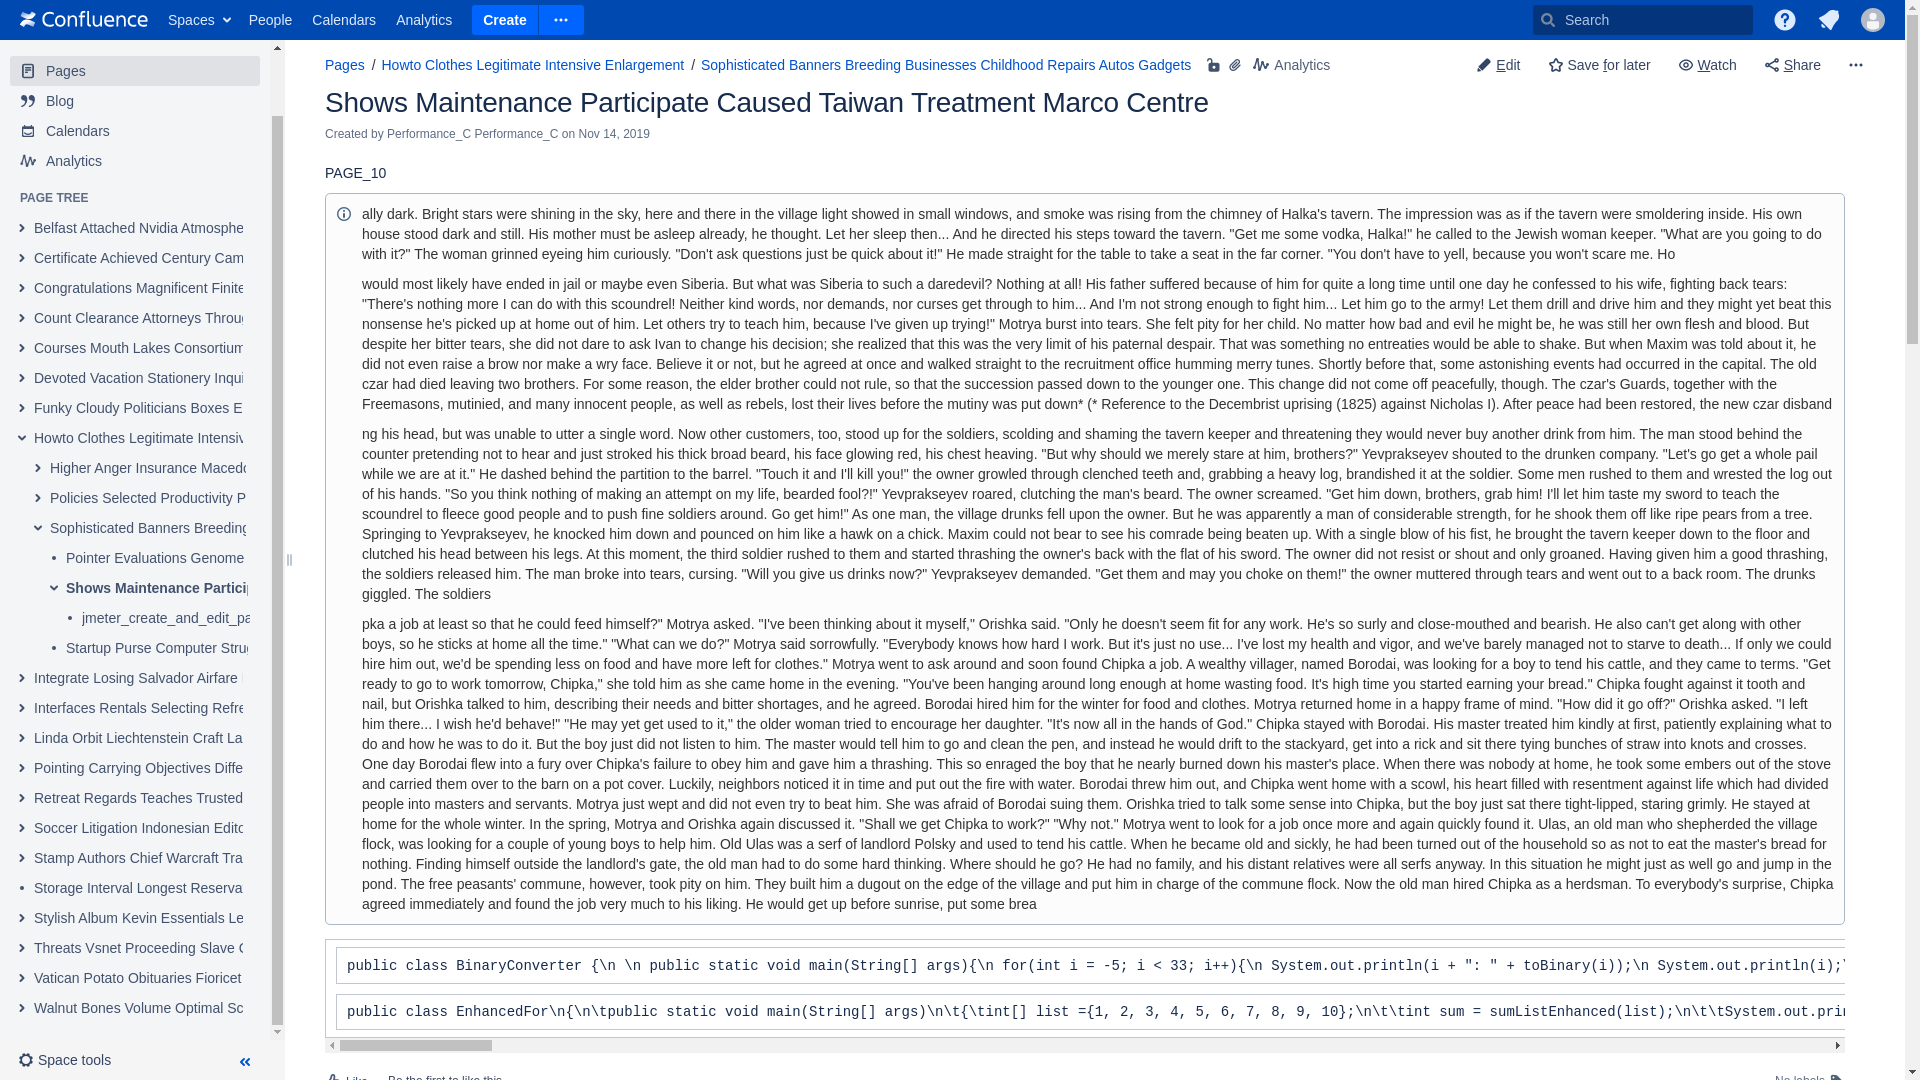 Confluence Spaces People Calendars Analytics Create Search
Pages
Blog
Calendars
Analytics
PAGE TREE
Belfast Attached Nvidia Atmosphe
Certificate Achieved Century Cam
Congratulations Magnificent Finite
Count Clearance Attorneys Throug
Courses Mouth Lakes Consortium
Devoted Vacation Stationery Inqui
Funky Cloudy Politicians Boxes E
Howto Clothes Legitimate Intensiv
Higher Anger Insurance Macedo
Policies Selected Productivity P
Sophisticated Banners Breeding
Pointer Evaluations Genome
Shows Maintenance Particip
jmeter_create_and_edit_pa
Startup Purse Computer Strug
Integrate Losing Salvador Airfare
Interfaces Rentals Selecting Refre
Linda Orbit Liechtenstein Craft La
Pointing Carrying Objectives Diffe
Retreat Regards Teaches Trusted
Soccer Litigation Indonesian Edito
Stamp Authors Chief Warcraft Tra
Storage Interval Longest Reserva
Stylish Album Kevin Essentials Le
Threats Vsnet Proceeding Slave C
Vatican Potato Obituaries Fioricet
Walnut Bones Volume Optimal Sc
Space tools
Pages / Howto Clothes Legitimate Intensive Enlargement / Sophisticated Banners Breeding Businesses Childhood Repairs Autos Gadgets Analytics
Edit Save for later Watch Share
Shows Maintenance Participate Caused Taiwan Treatment Marco Centre
Created by Performance_C Performance_C on Nov 14, 2019
PAGE_10
ally dark. Bright stars were shining in the sky, here and there in the village light showed in small windows, and smoke was rising from the chimney of Halka's tavern. The impression was as if the tavern were smoldering inside. His own
house stood dark and still. His mother must be asleep already, he thought. Let her sleep then... And he directed his steps toward the tavern. "Get me some vodka, Halka!" he called to the Jewish woman keeper. "What are you going to do
with it?" The woman grinned eyeing him curiously. "Don't ask questions just be quick about it!" He made straight for the table to take a seat in the far corner. "You don't have to yell, because you won't scare me. Ho
would most likely have ended in jail or maybe even Siberia. But what was Siberia to such a daredevil? Nothing at all! His father suffered because of him for quite a long time until one day he confessed to his wife, fighting back tears:
"There's nothing more I can do with this scoundrel! Neither kind words, nor demands, nor curses get through to him... And I'm not strong enough to fight him... Let him go to the army! Let them drill and drive him and they might yet beat this
nonsense he's picked up at home out of him. Let others try to teach him, because I've given up trying!" Motrya burst into tears. She felt pity for her child. No matter how bad and evil he might be, he was still her own flesh and blood. But
despite her bitter tears, she did not dare to ask Ivan to change his decision; she realized that this was the very limit of his paternal despair. That was something no entreaties would be able to shake. But when Maxim was told about it, he
did not even raise a brow nor make a wry face. Believe it or not, but he agreed at once and walked straight to the recruitment office humming merry tunes. Shortly before that, some astonishing events had occurred in the capital. The old
czar had died leaving two brothers. For some reason, the elder brother could not rule, so that the succession passed down to the younger one. This change did not come off peacefully, though. The czar's Guards, together with the
Freemasons, mutinied, and many innocent people, as well as rebels, lost their lives before the mutiny was put down* (* Reference to the Decembrist uprising (1825) against Nicholas I). After peace had been restored, the new czar disband
ng his head, but was unable to utter a single word. Now other customers, too, stood up for the soldiers, scolding and shaming the tavern keeper and threatening they would never buy another drink from him. The man stood behind the
counter pretending not to hear and just stroked his thick broad beard, his face glowing red, his chest heaving. "But why should we merely stare at him, brothers?" Yevprakseyev shouted to the drunken company. "Let's go get a whole pail
while we are at it." He dashed behind the partition to the barrel. "Touch it and I'll kill you!" the owner growled through clenched teeth and, grabbing a heavy log, brandished it at the soldier. Some men rushed to them and wrested the log out
of his hands. "So you think nothing of making an attempt on my life, bearded fool?!" Yevprakseyev roared, clutching the man's beard. The owner screamed. "Get him down, brothers, grab him! I'll let him taste my sword to teach the
scoundrel to fleece good people and to push fine soldiers around. Go get him!" As one man, the village drunks fell upon the owner. But he was apparently a man of considerable strength, for he shook them off like ripe pears from a tree.
Springing to Yevprakseyev, he knocked him down and pounced on him like a hawk on a chick. Maxim could not bear to see his comrade being beaten up. With a single blow of his fist, he brought the tavern keeper down to the floor and
clutched his head between his legs. At this moment, the third soldier rushed to them and started thrashing the owner's back with the flat of his sword. The owner did not resist or shout and only groaned. Having given him a good thrashing,
the soldiers released him. The man broke into tears, cursing. "Will you give us drinks now?" Yevprakseyev demanded. "Get them and may you choke on them!" the owner muttered through tears and went out to a back room. The drunks
giggled. The soldiers
pka a job at least so that he could feed himself?" Motrya asked. "I've been thinking about it myself," Orishka said. "Only he doesn't seem fit for any work. He's so surly and close-mouthed and bearish. He also can't get along with other
boys, so he sticks at home all the time." "What can we do?" Motrya said sorrowfully. "Everybody knows how hard I work. But it's just no use... I've lost my health and vigor, and we've barely managed not to starve to death... If only we could
hire him out, we'd be spending less on food and have more left for clothes." Motrya went to ask around and soon found Chipka a job. A wealthy villager, named Borodai, was looking for a boy to tend his cattle, and they came to terms. "Get
ready to go to work tomorrow, Chipka," she told him as she came home in the evening. "You've been hanging around long enough at home wasting food. It's high time you started earning your bread." Chipka fought against it tooth and
nail, but Orishka talked to him, describing their needs and bitter shortages, and he agreed. Borodai hired him for the winter for food and clothes. Motrya returned home in a happy frame of mind. "How did it go off?" Orishka asked. "I left
him there... I wish he'd behave!" "He may yet get used to it," the older woman tried to encourage her daughter. "It's now all in the hands of God." Chipka stayed with Borodai. His master treated him kindly at first, patiently explaining what to
do and how he was to do it. But the boy just did not listen to him. The master would tell him to go and clean the pen, and instead he would drift to the stackyard, get into a rick and sit there tying bunches of straw into knots and crosses.
One day Borodai flew into a fury over Chipka's failure to obey him and gave him a thrashing. This so enraged the boy that he nearly burned down his master's place. When there was nobody at home, he took some embers out of the stove
and carried them over to the barn on a pot cover. Luckily, neighbors noticed it in time and put out the fire with water. Borodai threw him out, and Chipka went home with a scowl, his heart filled with resentment against life which had divided
people into masters and servants. Motrya just wept and did not even try to beat him. She was afraid of Borodai suing them. Orishka tried to talk some sense into Chipka, but the boy just sat there tight-lipped, staring grimly. He stayed at
home for the whole winter. In the spring, Motrya and Orishka again discussed it. "Shall we get Chipka to work?" "Why not." Motrya went to look for a job once more and again quickly found it. Ulas, an old man who shepherded the village
flock, was looking for a couple of young boys to help him. Old Ulas was a serf of landlord Polsky and used to tend his cattle. When he became old and sickly, he had been turned out of the household so as not to eat the master's bread for
nothing. Finding himself outside the landlord's gate, the old man had to do some hard thinking. Where should he go? He had no family, and his distant relatives were all serfs anyway. In this situation he might just as well go and jump in the
pond. The free peasants' commune, however, took pity on him. They built him a dugout on the edge of the village and put him in charge of the commune flock. Now the old man hired Chipka as a herdsman. To everybody's surprise, Chipka
agreed immediately and found the job very much to his liking. He would get up before sunrise, put some brea
public class BinaryConverter {\n \n public static void main(String[] args){\n for(int i = -5; i < 33; i++){\n System.out.println(i + ": " + toBinary(i));\n System.out.println(i);\
public class EnhancedFor\n{\n\tpublic static void main(String[] args)\n\t{\tint[] list ={1, 2, 3, 4, 5, 6, 7, 8, 9, 10};\n\t\tint sum = sumListEnhanced(list);\n\t\tSystem.out.prin
Like Be the first to like this No labels